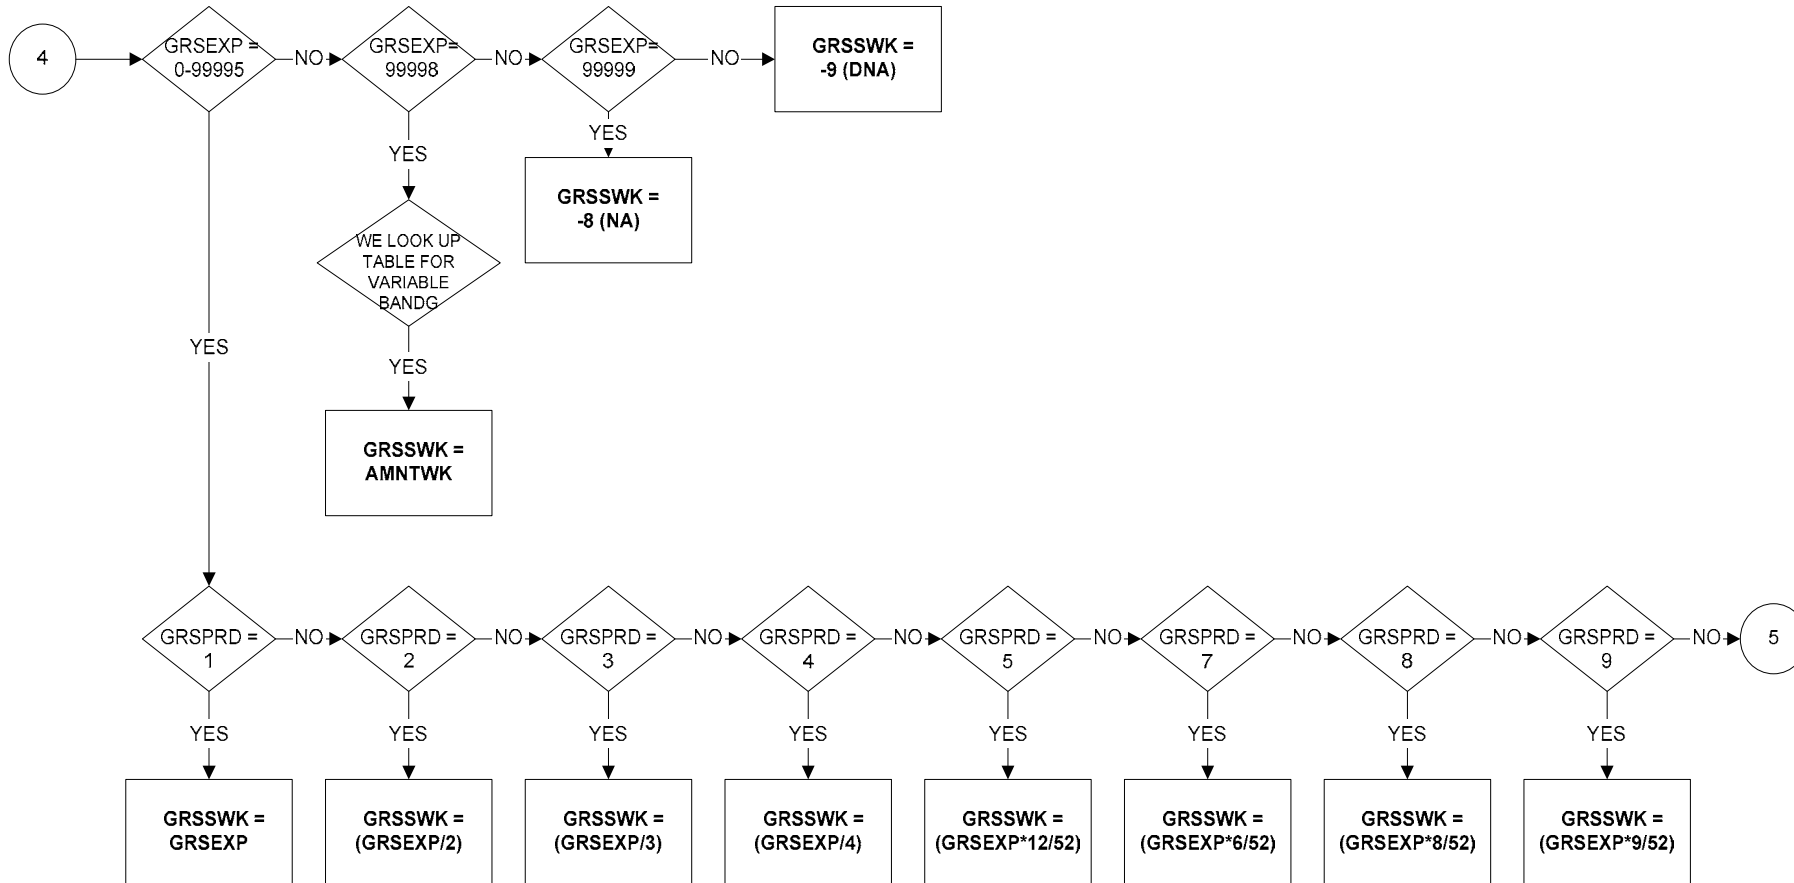 4
GRSEXP =
0-99995
NO
GRSEXP=
99998
NO
GRSEXP=
99999
NO
GRSSWK =
-9 (DNA)
YES
GRSSWK =
-8 (NA)
YES
WE LOOK UP
TABLE FOR
VARIABLE
BANDG
YES
YES
GRSSWK =
AMNTWK
GRSPRD =
1
NO
GRSPRD =
2
NO
GRSPRD =
3
NO
GRSPRD =
4
NO
GRSPRD =
5
NO
GRSPRD =
7
NO
GRSPRD =
8
NO
GRSPRD =
9
NO
5
YES
YES
YES
YES
YES
YES
YES
YES
GRSSWK =
GRSEXP
GRSSWK =
(GRSEXP/2)
GRSSWK =
(GRSEXP/3)
GRSSWK =
(GRSEXP/4)
GRSSWK =
(GRSEXP*12/52)
GRSSWK =
(GRSEXP*6/52)
GRSSWK =
(GRSEXP*8/52)
GRSSWK =
(GRSEXP*9/52)